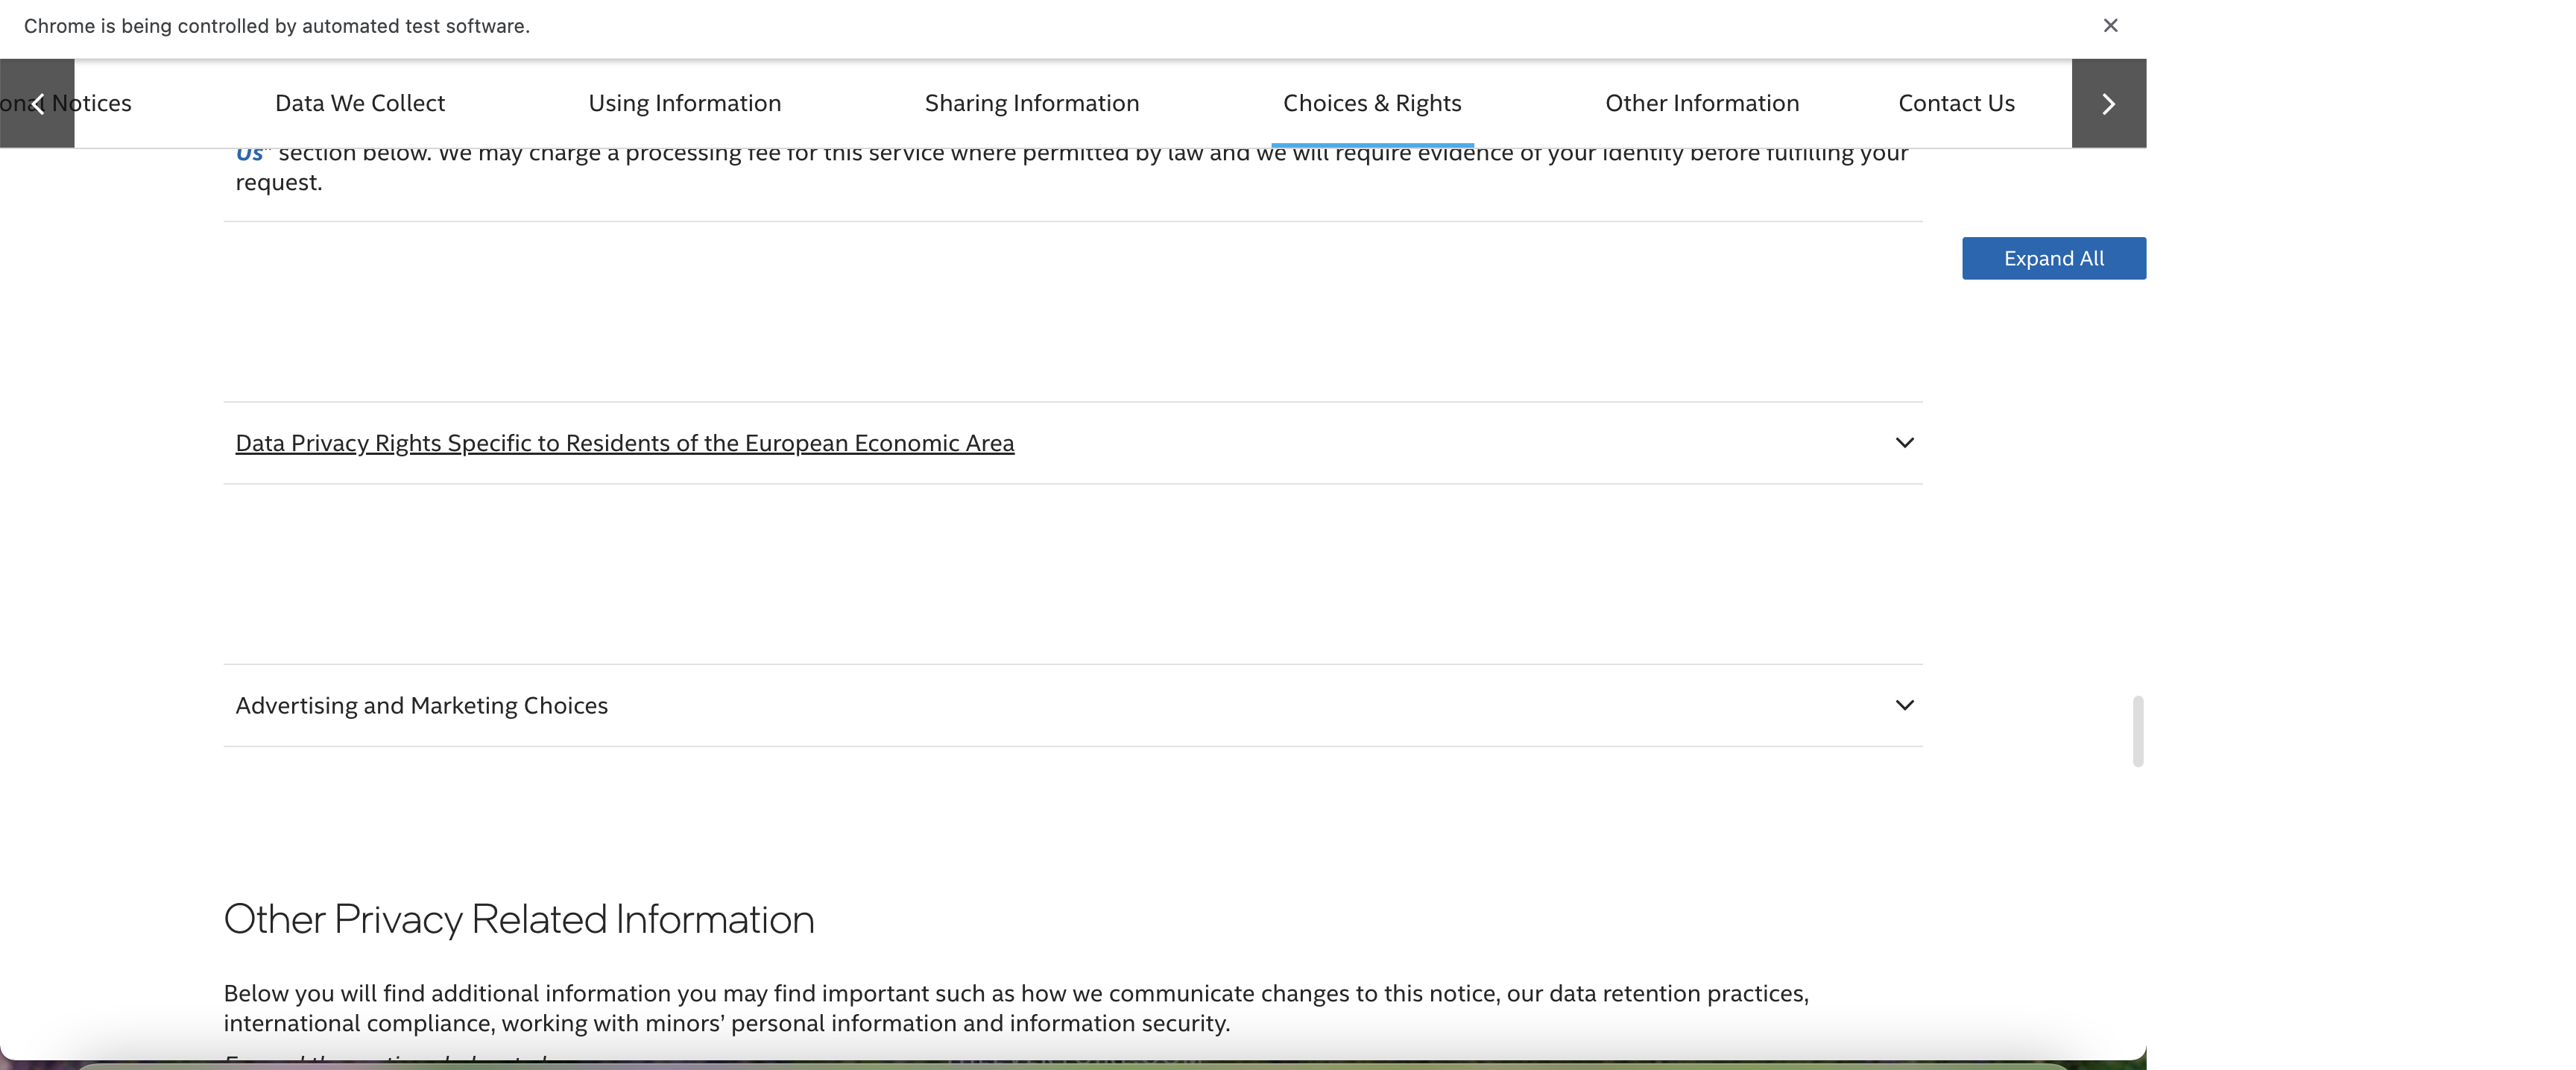 Chrome is being controlled by automated test software.
Notices
Data We Collect
Using Information
Sharing Information
Choices & Rights
Other Information
Contact Us
Us" section below. We may charge a processing fee for this service where permitted by law and we will require evidence of your identity before fulfilling your
request.
Expand All
Data Privacy Rights Specific to Residents of the European Economic Area
Advertising and Marketing Choices
Other Privacy Related Information
Below you will find additional information you may find important such as how we communicate changes to this notice, our data retention practices,
international compliance, working with minors’ personal information and information security.